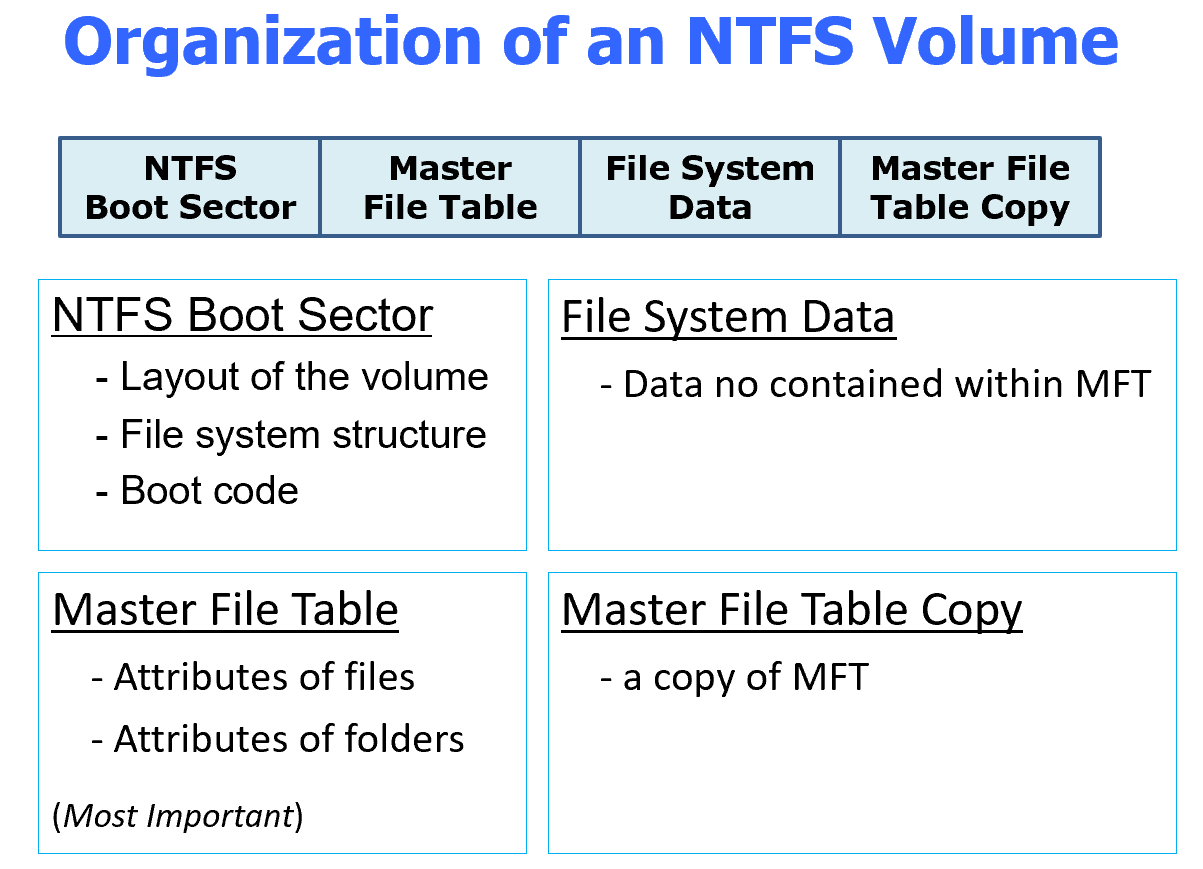 Organization of an NTFS Volume
NTFS
Boot Sector
Master
File Table
File System
Data
Master File
Table Copy
NTFS Boot Sector
- Layout of the volume
- File system structure
- Boot code
File System Data
- Data no contained within MFT
Master File Table
- Attributes of files
- Attributes of folders
(Most Important)
Master File Table Copy
- a copy of MFT